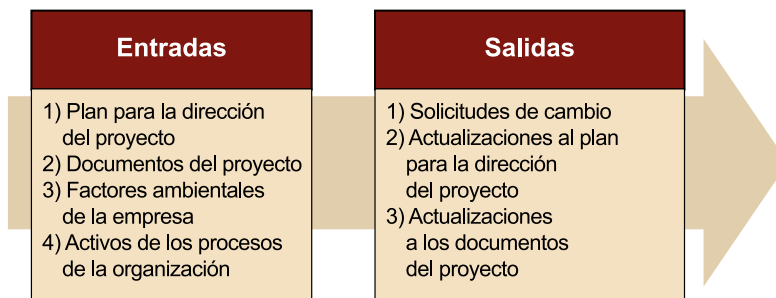 Entradas
1) Plan para la dirección
del proyecto
2) Documentos del proyecto
3) Factores ambientales
de la empresa
4) Activos de los procesos
de la organización
Salidas
1) Solicitudes de cambio
2) Actualizaciones al plan
para la dirección
del proyecto
3) Actualizaciones
a los documentos
del proyecto